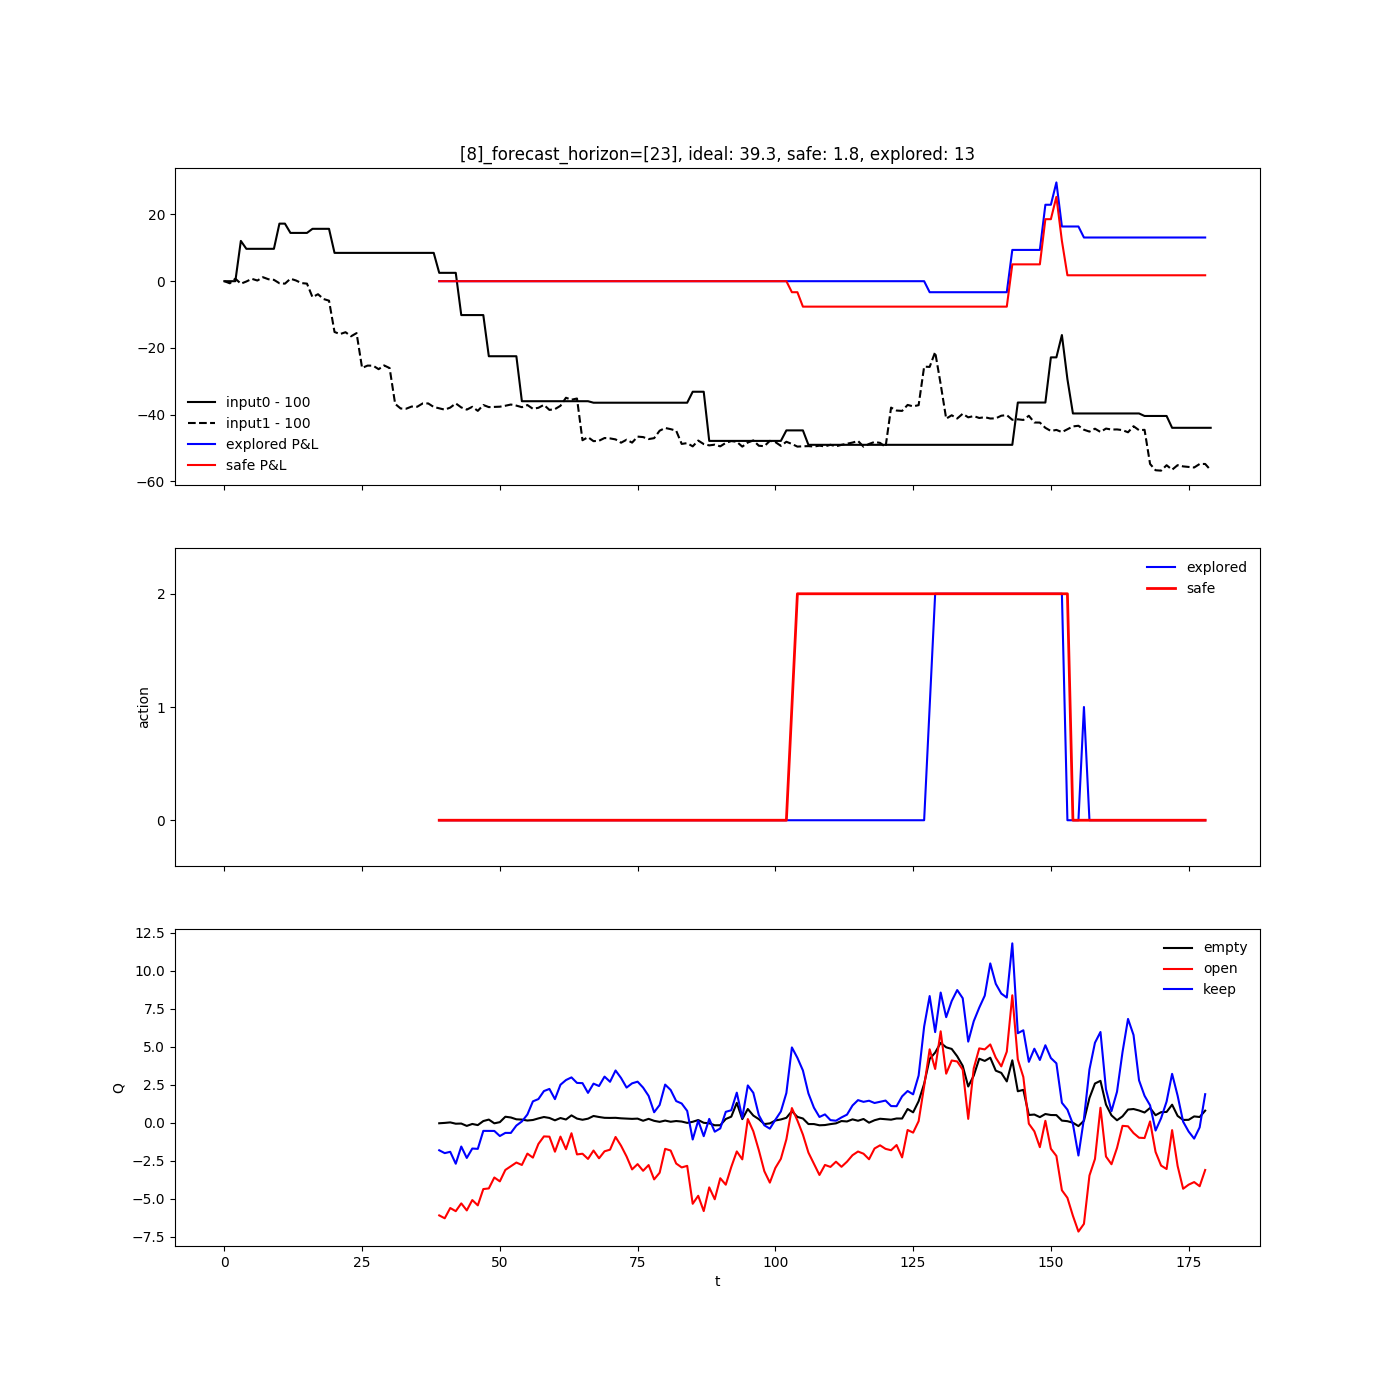 [8]_forecast_horizon=[23], ideal: 39.3, safe: 1.8, explored: 13
20
0
−20
−40
−60
input0 - 100
input1 - 100
explored P&L
safe P&L
explored
safe
2
1
0
action
empty
open
keep
12.5
10.0
7.5
5.0
2.5
0.0
−2.5
−5.0
−7.5
Q
0 25 50 75 100 125 150 175
t